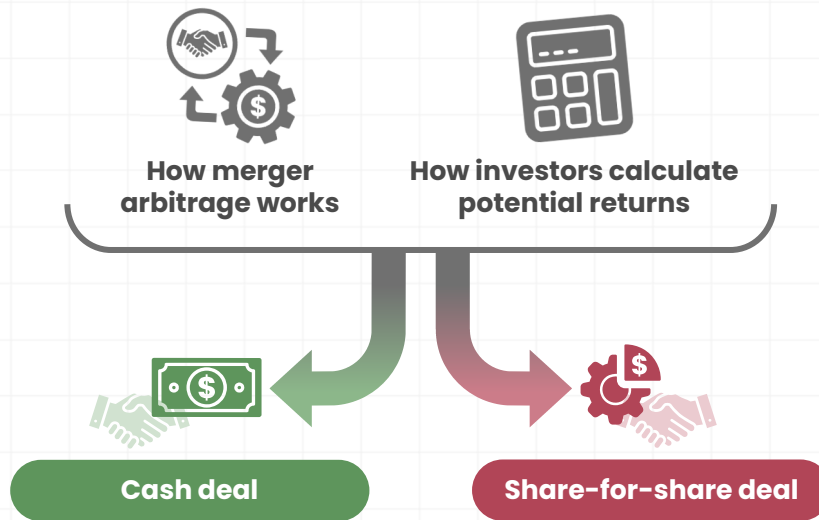 How merger
arbitrage works
How investors calculate
potential returns
$
$
$
Cash deal
Share-for-share deal